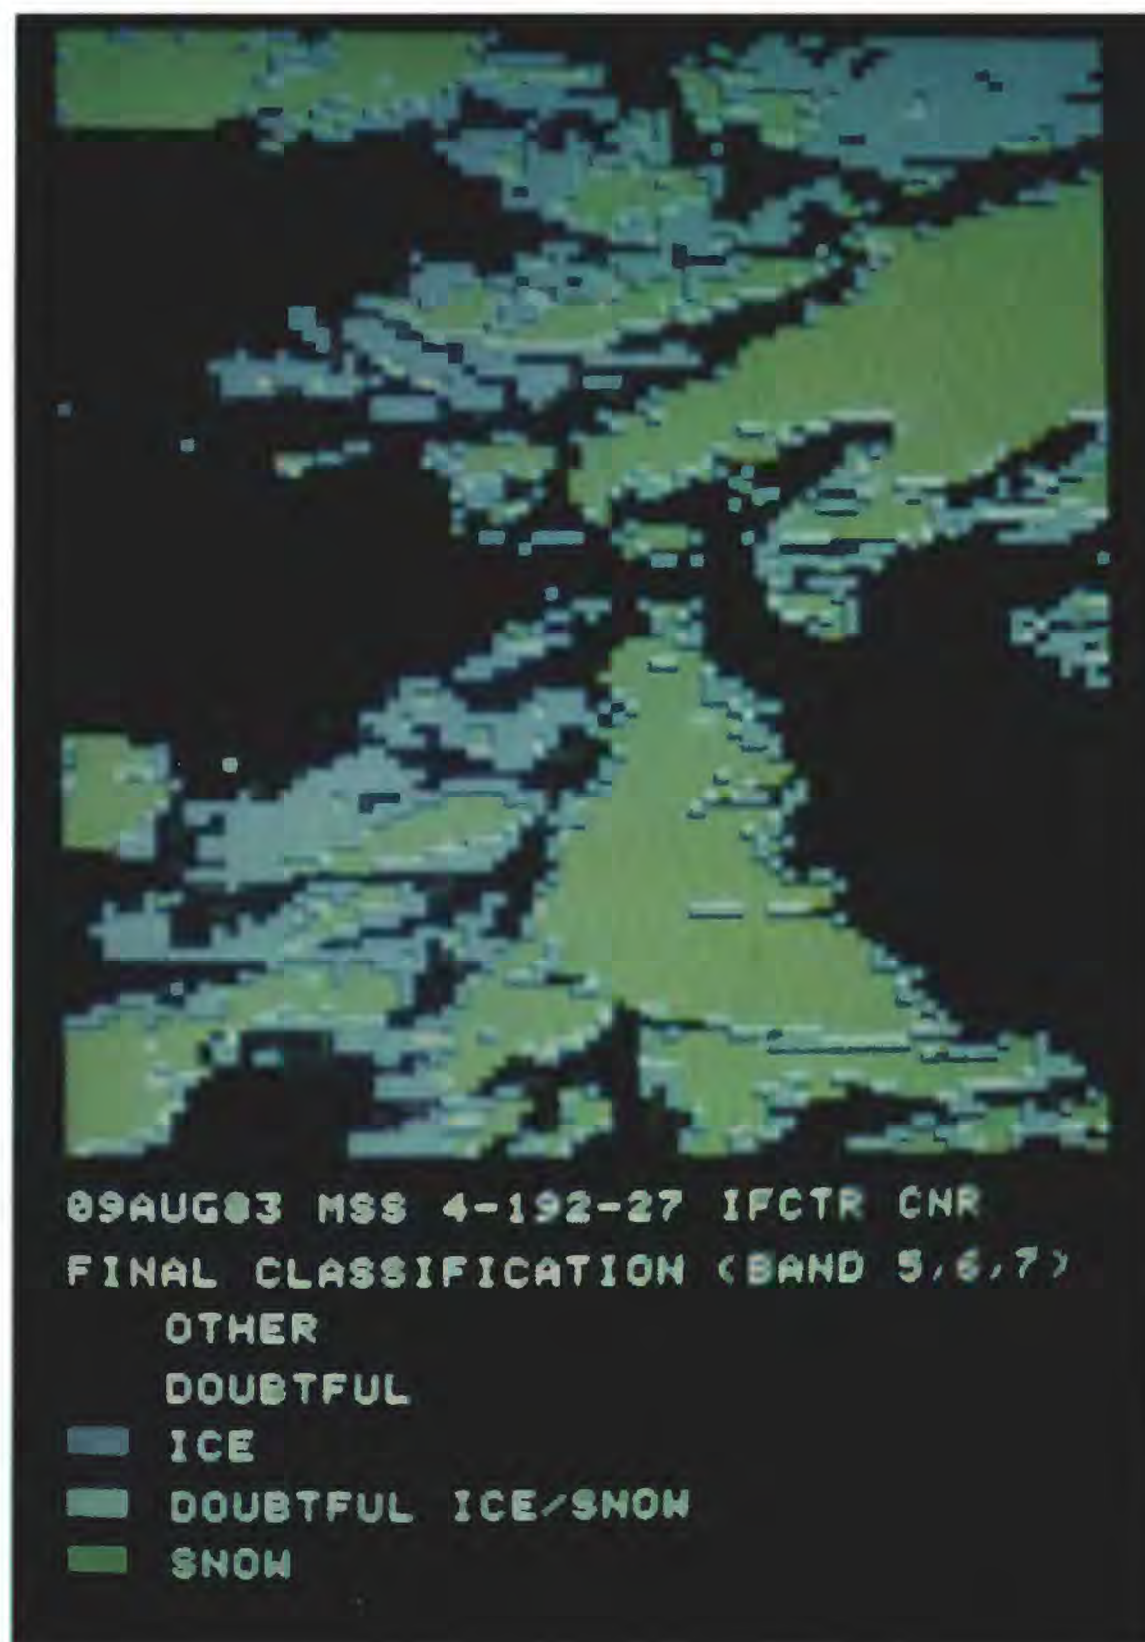 09AUG83 MSS 4-192-27 IFCTR CNR
FINAL CLASSIFICATION (BAND 5,6,7)
OTHER
DOUBTFUL
ICE
DOUBTFUL ICE/SNOW
SNOW